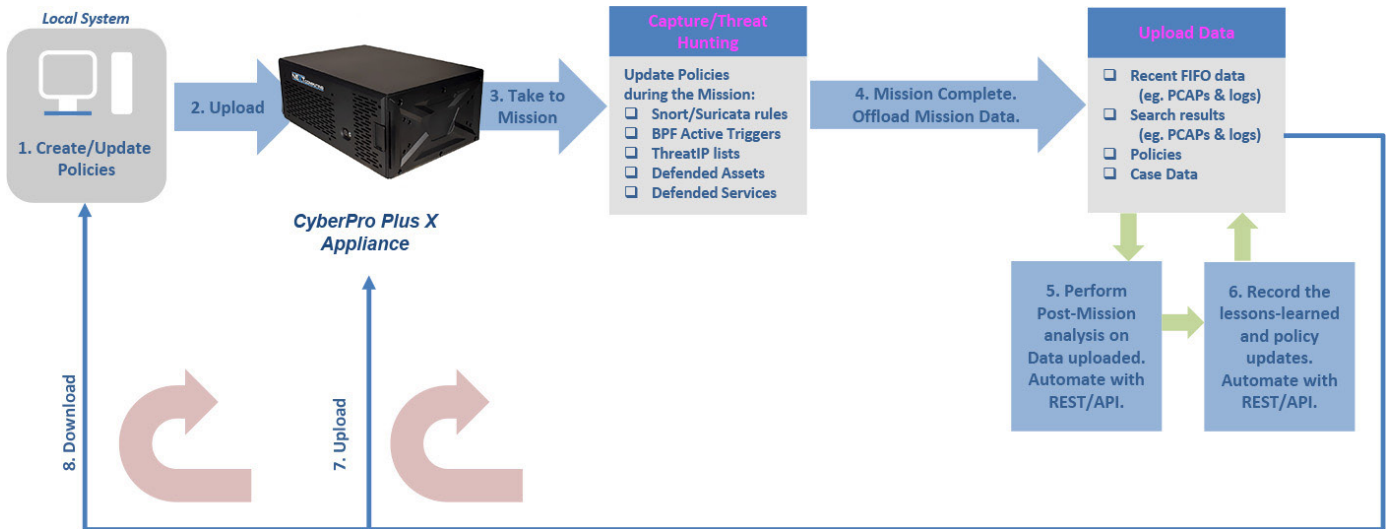 Local System
1. Create/Update
Policies
2. Upload
CyberPro Plus X
Appliance
3. Take to
Mission
Capture/Threat
Hunting
Update Policies
during the Mission:
Snort/Suricata rules
BPF Active Triggers
ThreatIP lists
Defended Assets
Defended Services
4. Mission Complete.
Offload Mission Data.
Upload Data
Recent FIFO data
(eg. PCAPs & logs)
Search results
(eg. PCAPs & logs)
Policies
Case Data
5. Perform
Post-Mission
analysis on
Data uploaded.
Automate with
REST/API.
6. Record the
lessons-learned
and policy
updates.
Automate with
REST/API.
7. Upload
8. Download